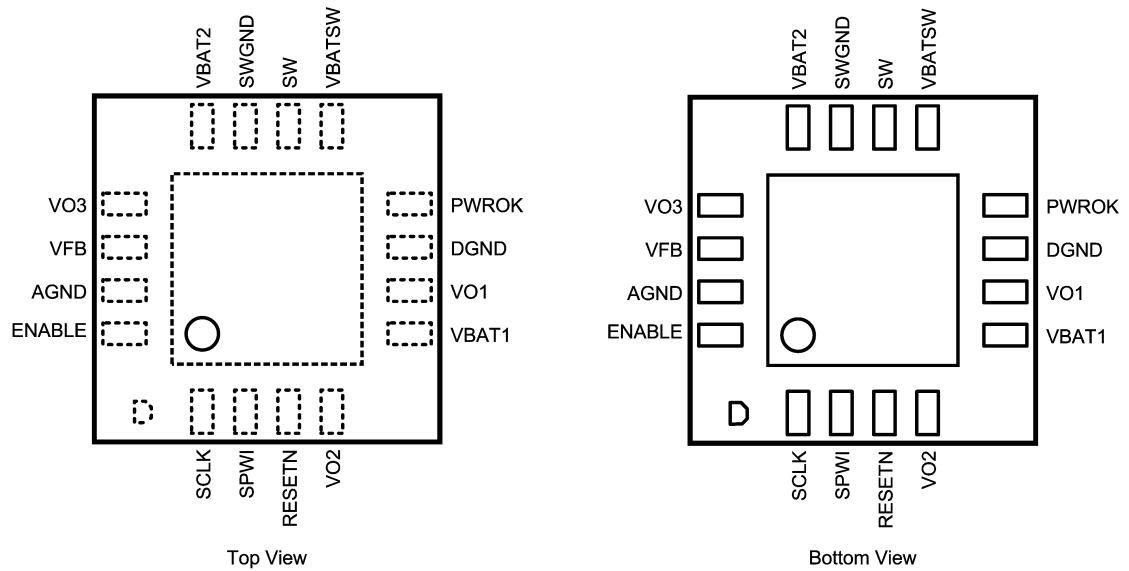 VBAT2
SWGND
SW
VBATSW
VO3
VFB
AGND
ENABLE
PWROK
DGND
VO1
VBAT1
SCLK
SPWI
RESETN
VO2
Top View
VBAT2
SWGND
SW
VBATSW
VO3
VFB
AGND
ENABLE
PWROK
DGND
VO1
VBAT1
SCLK
SPWI
RESETN
VO2
Bottom View